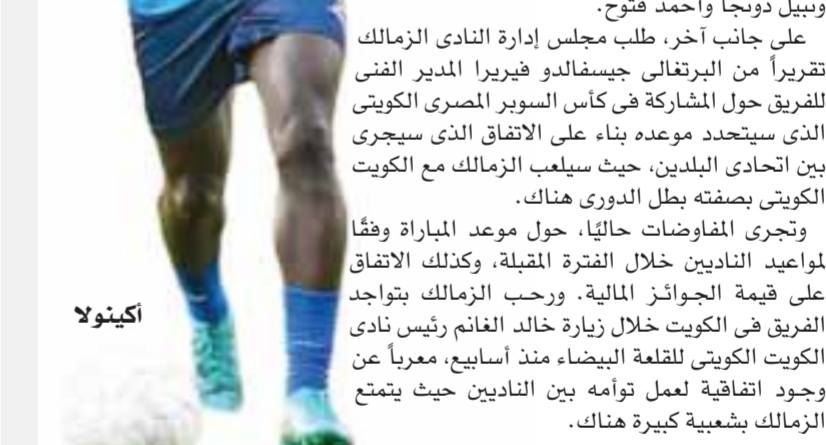 ونبيل دونجا وأحمد فتوح.
على جانب آخر، طلب مجلس إدارة النادى الزمالك
تقريراً من البرتغالى جيسفالدو فيريرا المدير الفنى
للفريق حول المشاركة فى كأس السوبر المصرى الكويتى
الذى سيتحدد موعده بناء على الاتفاق الذى سيجرى
بين اتحادى البلدين، حيث سيلعب الزمالك مع الكويت
الكويتى بصفته بطل الدورى هناك.
وتجرى المفاوضات حاليًا، حول موعد المباراة وفقًا
لمواعيد الناديين خلال الفترة المقبلة، وكذلك الاتفاق
على قيمة الجوائز المالية. ورحب الزمالك بتواجد
الفريق فى الكويت خلال زيارة خالد الغانم رئيس نادى
الكويت الكويتى للقلعة البيضاء منذ أسابيع، معرباً عن
وجود اتفاقية لعمل توأمه بين الناديين حيث يتمتع
الزمالك بشعبية كبيرة هناك.
أكينولا